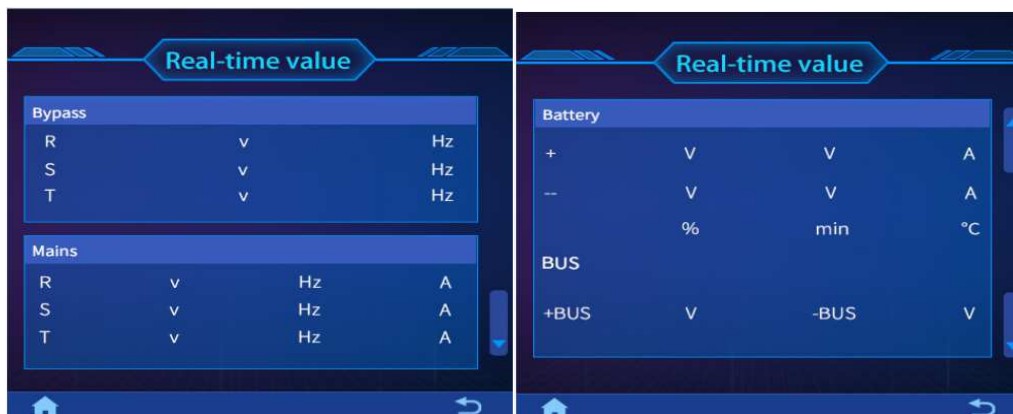 Real-time value
Bypass
R v Hz
S v Hz
T v Hz
Mains
R v Hz A
S v Hz A
T v Hz A
Real-time value
Battery
+ V V A
-- V V A
% min °C
BUS
+BUS V -BUS V